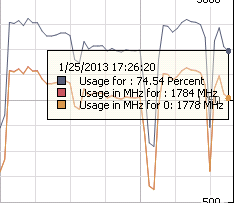 1/25/2013 17:26:20
Usage for : 74.54 Percent
Usage in MHz for : 1784 MHz
Usage in MHz for 0: 1778 MHz
500